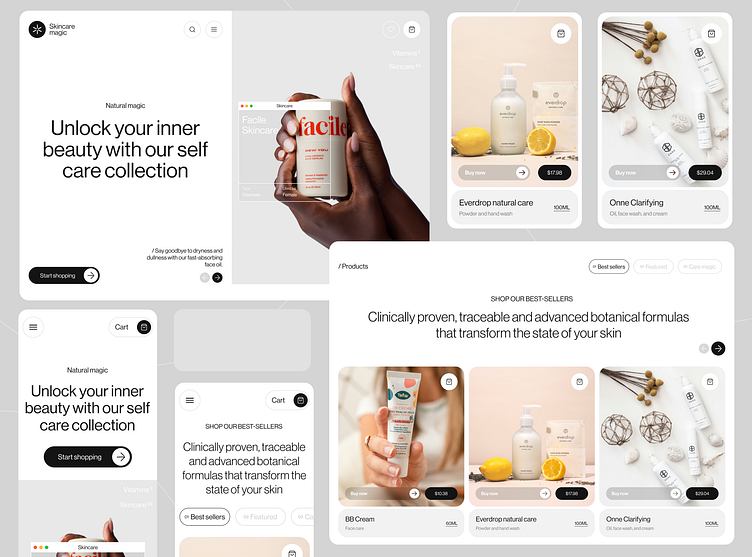 Skincare
magic
Natural magic
Unlock your inner
beauty with our self
care collection
/ Say goodbye to dryness and
dullness with our fast-absorbing
face oil.
Start shopping
Vitamins
Skincare
Skincare
Facile
Skincare
facile
NEW YOU
Buy now
$17.98
Everdrop natural care
Powder and hand wash
100ML
everdrop
Buy now
$29.04
Onne Clarifying
Oil, face wash, and cream
100ML
/ Products
Best sellers
Featured
Care magic
SHOP OUR BEST-SELLERS
Clinically proven, traceable and advanced botanical formulas
that transform the state of your skin
Buy now
$10.38
BB Cream
Face care
60ML
everdrop
Buy now
$17.98
Everdrop natural care
Powder and hand wash
100ML
Buy now
$29.04
Onne Clarifying
Oil, face wash, and cream
100ML
Cart
Natural magic
Unlock your inner
beauty with our self
care collection
Start shopping
Vitamins
Skincare
Skincare
Cart
SHOP OUR BEST-SELLERS
Clinically proven, traceable
and advanced botanical
formulas that transform the
state of your skin
Best sellers
Featured
Ca